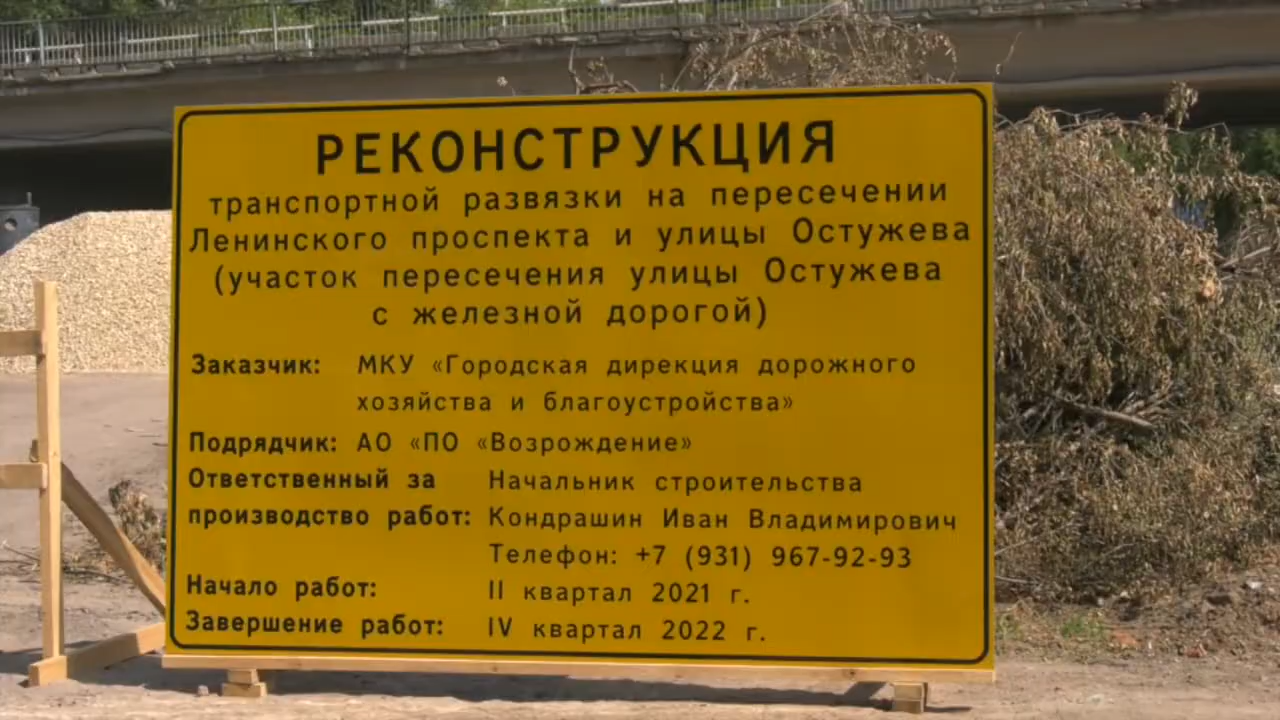 РЕКОНСТРУКЦИЯ
транспортной развязки на пересечении
Ленинского проспекта и улицы Остужева
(участок пересечения улицы Остужева
с железной дорогой)
Заказчик: МКУ «Городская дирекция дорожного
хозяйства и благоустройства»
Подрядчик: АО «ПО «Возрождение»
Ответственный за Начальник строительства
производство работ: Кондрашин Иван Владимирович
Телефон: +7 (931) 967-92-93
Начало работ: II квартал 2021 г.
Завершение работ: IV квартал 2022 г.